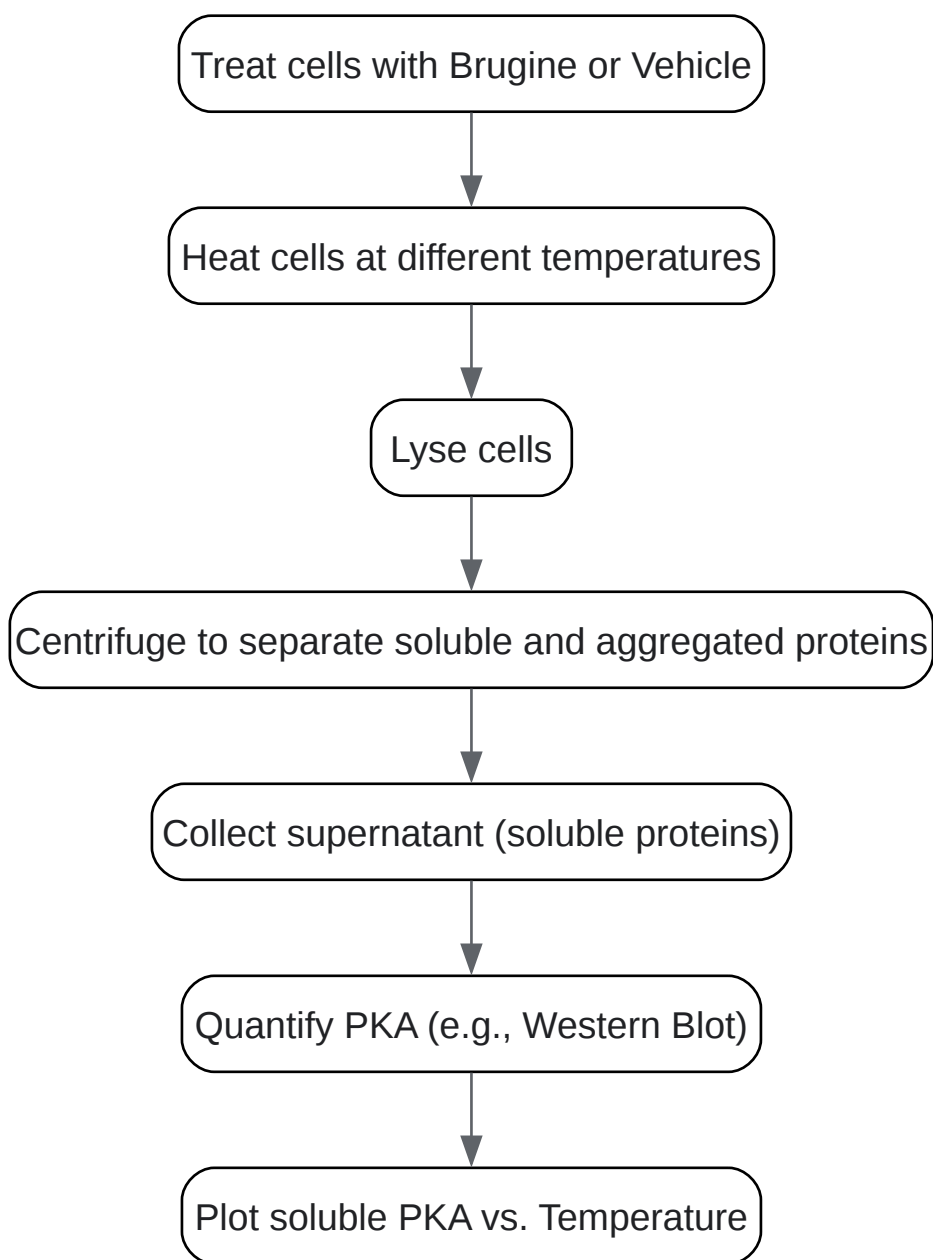 Treat cells with Brugine or Vehicle
Heat cells at different temperatures
Lyse cells
Centrifuge to separate soluble and aggregated proteins
Collect supernatant (soluble proteins)
Quantify PKA (e.g., Western Blot)
Plot soluble PKA vs. Temperature